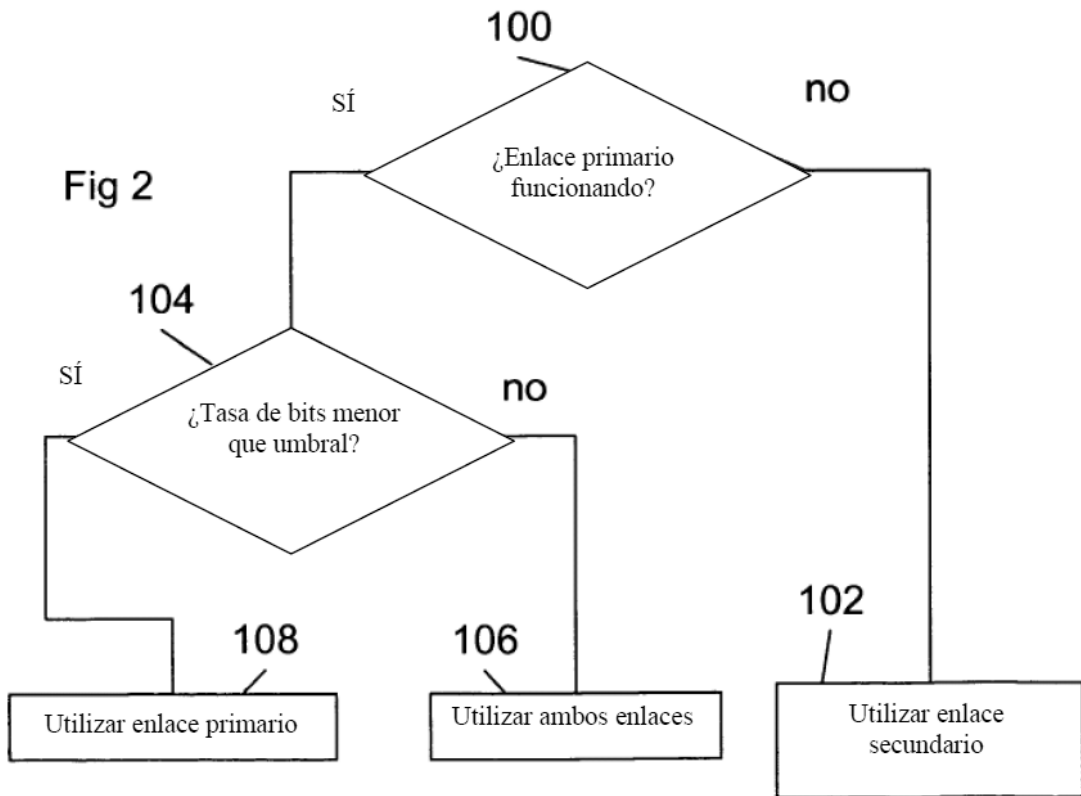 100
SÍ
no
¿Enlace primario
funcionando?
Fig 2
104
SÍ
no
¿Tasa de bits menor
que umbral?
108
106
102
Utilizar enlace primario
Utilizar ambos enlaces
Utilizar enlace
secundario